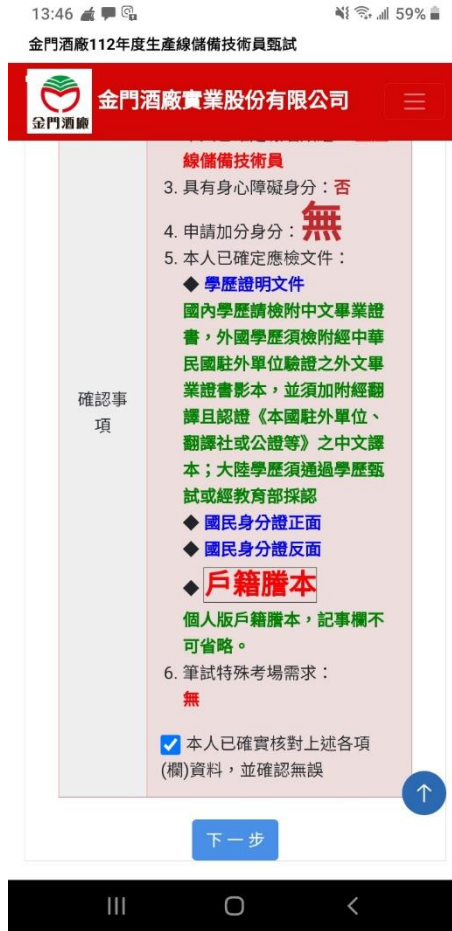 13:46
59%
金門酒廠112年度生產線儲備技術員甄試
金門酒廠
金門酒廠實業股份有限公司
線儲備技術員
3. 具有身心障礙身分：否
4. 申請加分身分：無
5. 本人已確定應檢文件：
◆ 學歷證明文件
國內學歷請檢附中文畢業證
書，外國學歷須檢附經中華
民國駐外單位驗證之外文畢
業證書影本，並須加附經翻
譯且認證《本國駐外單位、
翻譯社或公證等》之中文譯
本；大陸學歷須通過學歷甄
試或經教育部採認
確認事
項
◆ 國民身分證正面
◆ 國民身分證反面
◆ 戶籍謄本
個人版戶籍謄本，記事欄不
可省略。
6. 筆試特殊考場需求：
無
本人已確實核對上述各項
(欄)資料，並確認無誤
下一步